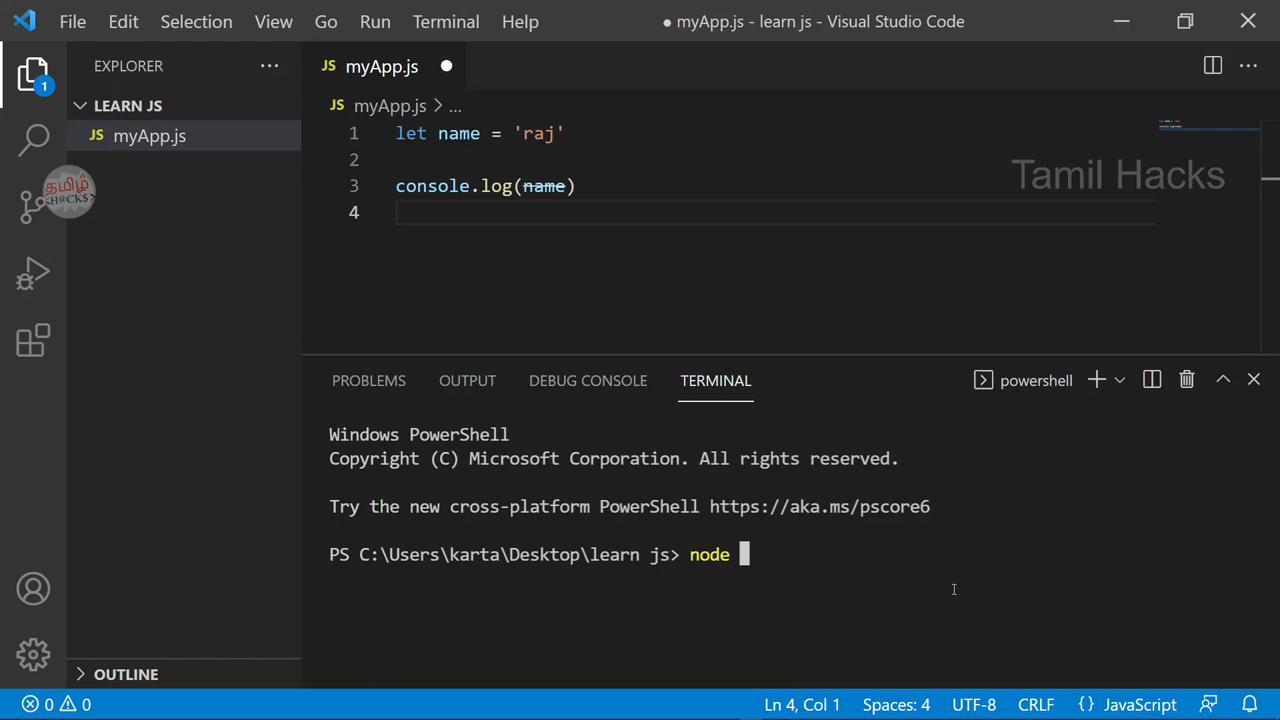 File Edit Selection View Go Run Terminal Help ● myApp.js - learn js - Visual Studio Code
EXPLORER ...
JS myApp.js
1
LEARN JS
JS myApp.js > ...
JS myApp.js
1 let name = 'raj'
2
Tamil Hacks
3 console.log(name)
தமிழ்
<H@CK$>
4
PROBLEMS OUTPUT DEBUG CONSOLE TERMINAL powershell
Windows PowerShell
Copyright (C) Microsoft Corporation. All rights reserved.
Try the new cross-platform PowerShell https://aka.ms/pscore6
PS C:\Users\karta\Desktop\learn js> node
OUTLINE
0 0 Ln 4, Col 1 Spaces: 4 UTF-8 CRLF {} JavaScript